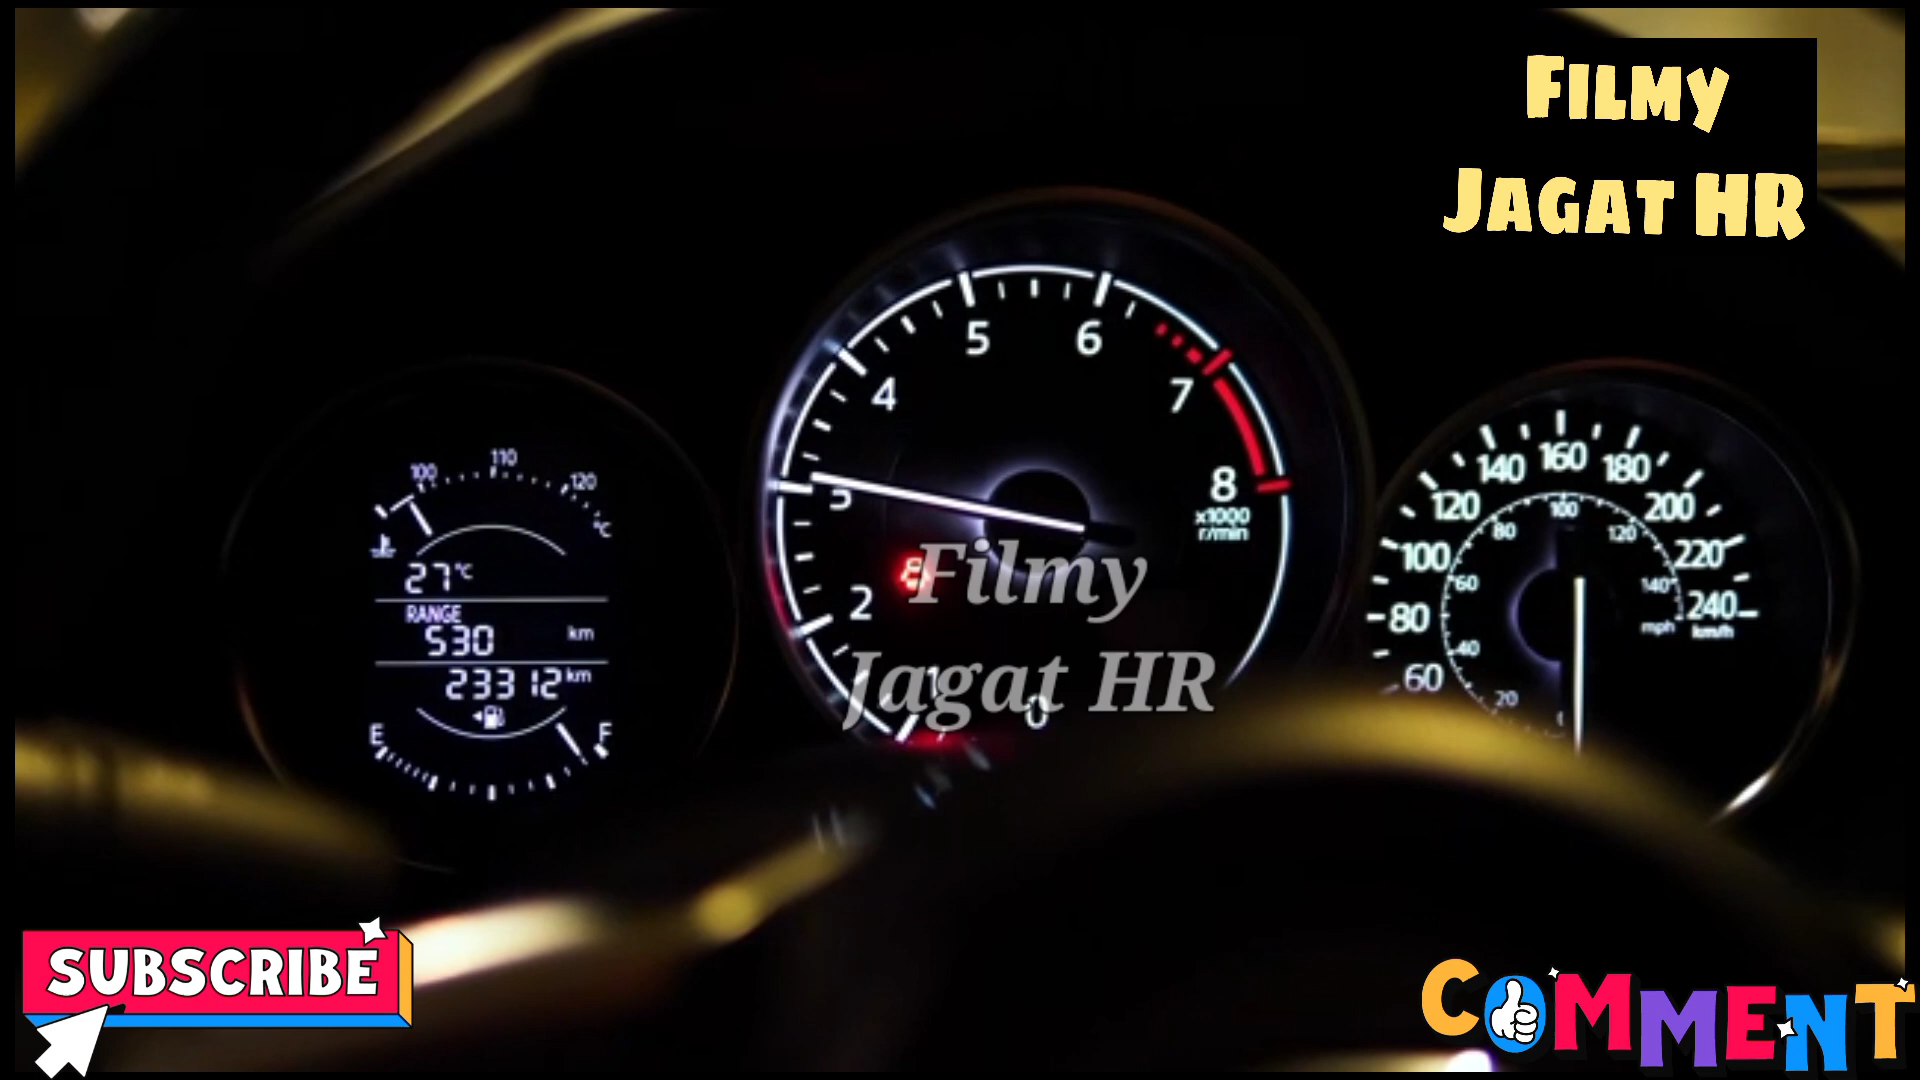 Filmy
Jagat HR
5
6
4
7
3
8
x1000
r/min
2
1
0
100
110
120
°C
27°C
RANGE
530 km
23312 km
E
F
140
160
180
120
200
100
220
80
240
60
km/h
100
80
120
60
140
40
mph
20
Filmy
Jagat HR
SUBSCRIBE
COMMENT